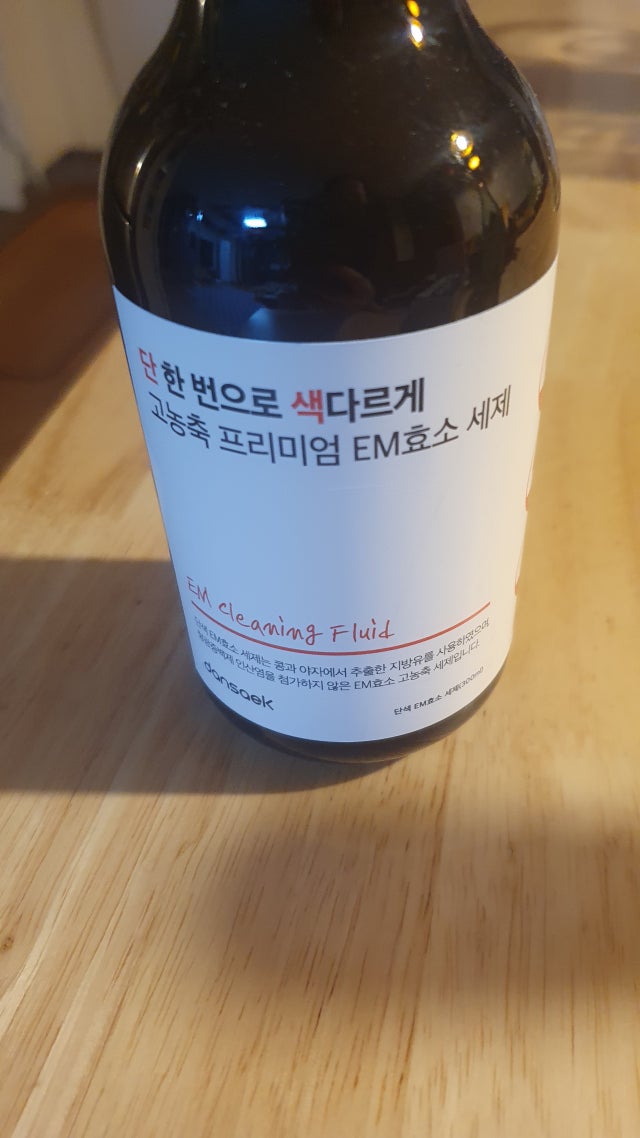 단 한 번으로 색다르게
고농축 프리미엄 EM효소 세제
EM cleaning Fluid
단색 EM효소 세제는 콩과 야자에서 추출한 지방유를 사용하였으며,
형광증백제 인산염을 첨가하지 않은 EM효소 고농축 세제입니다.
dansaek
단색 EM효소 세제(300ml)